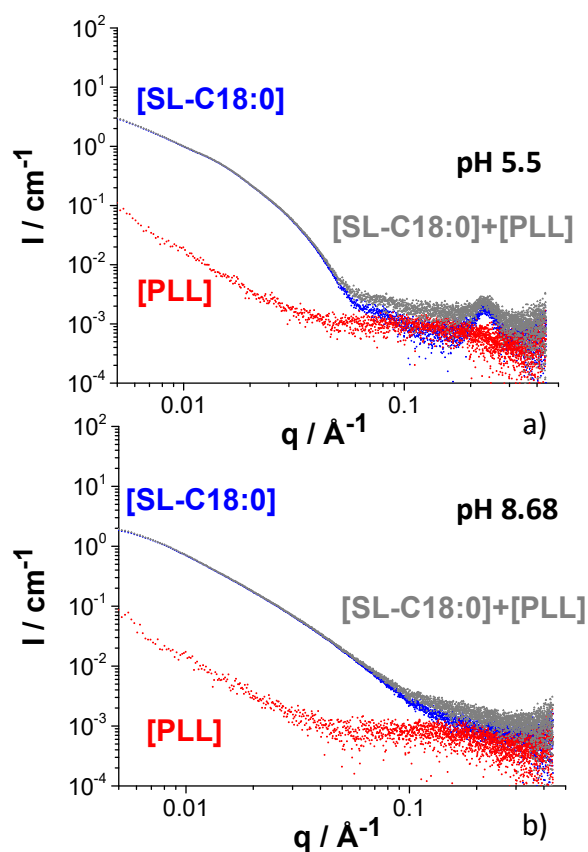 10²
10¹
10⁰
10⁻¹
10⁻²
10⁻³
10⁻⁴
I / cm⁻¹
[SL-C18:0]
pH 5.5
[SL-C18:0]+[PLL]
[PLL]
0.01 0.1
q / Å⁻¹
a)
10²
10¹
10⁰
10⁻¹
10⁻²
10⁻³
10⁻⁴
I / cm⁻¹
[SL-C18:0]
pH 8.68
[SL-C18:0]+[PLL]
[PLL]
0.01 0.1
q / Å⁻¹
b)